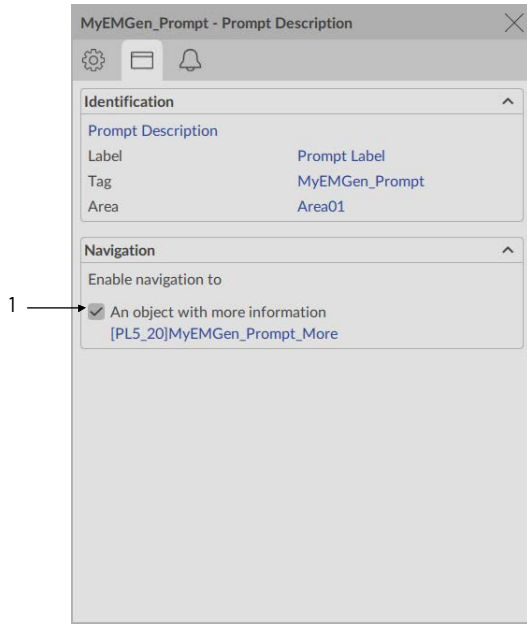 MyEMGen_Prompt - Prompt Description
Identification
Prompt Description
Label Prompt Label
Tag MyEMGen_Prompt
Area Area01
Navigation
Enable navigation to
1 An object with more information
[PL5_20]MyEMGen_Prompt_More